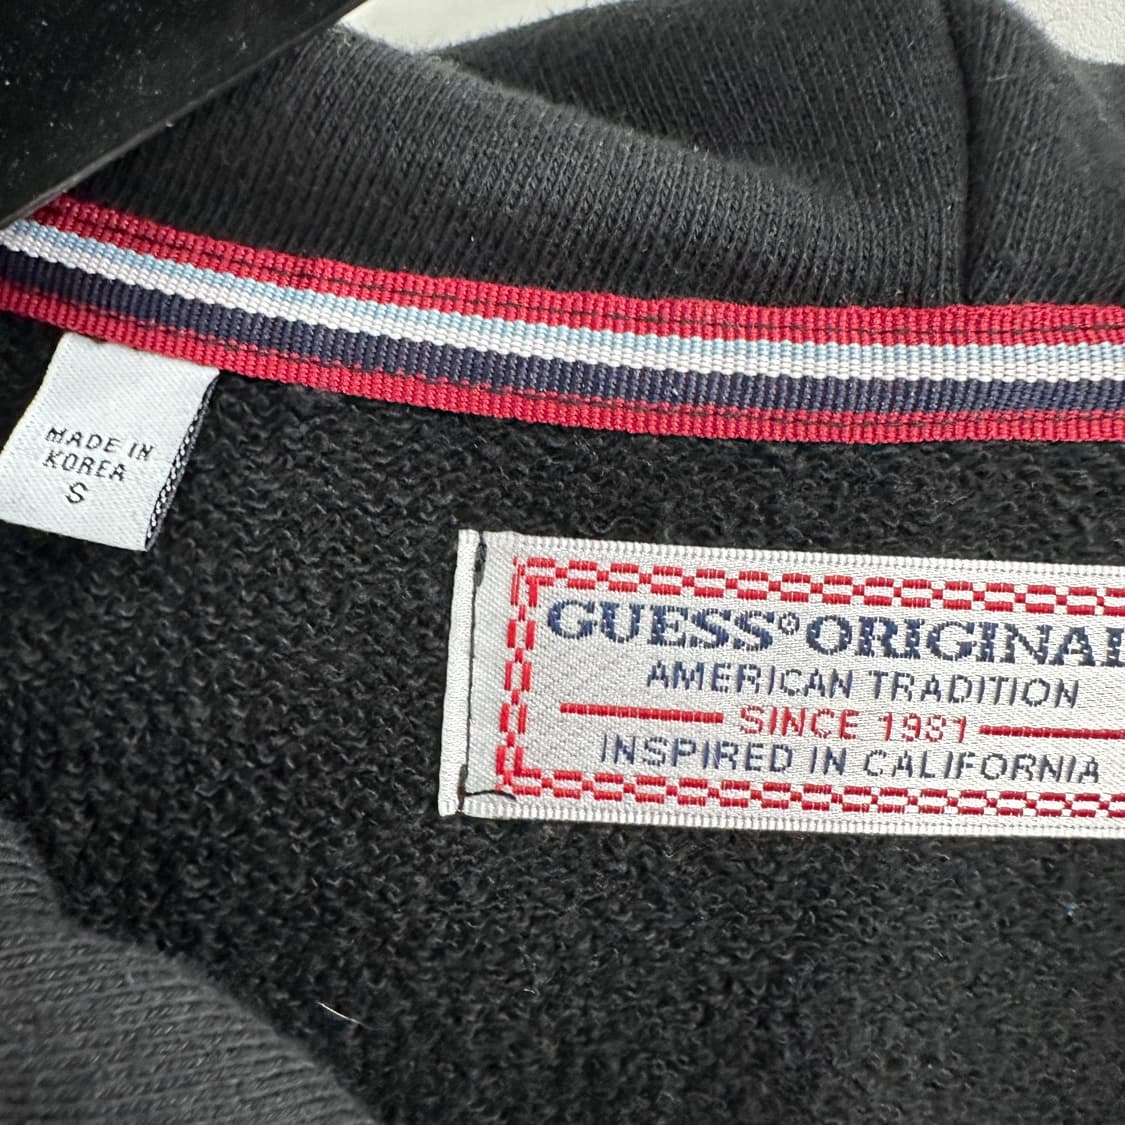 MADE IN
KOREA
S
GUESS® ORIGINAL
AMERICAN TRADITION
SINCE 1981
INSPIRED IN CALIFORNIA